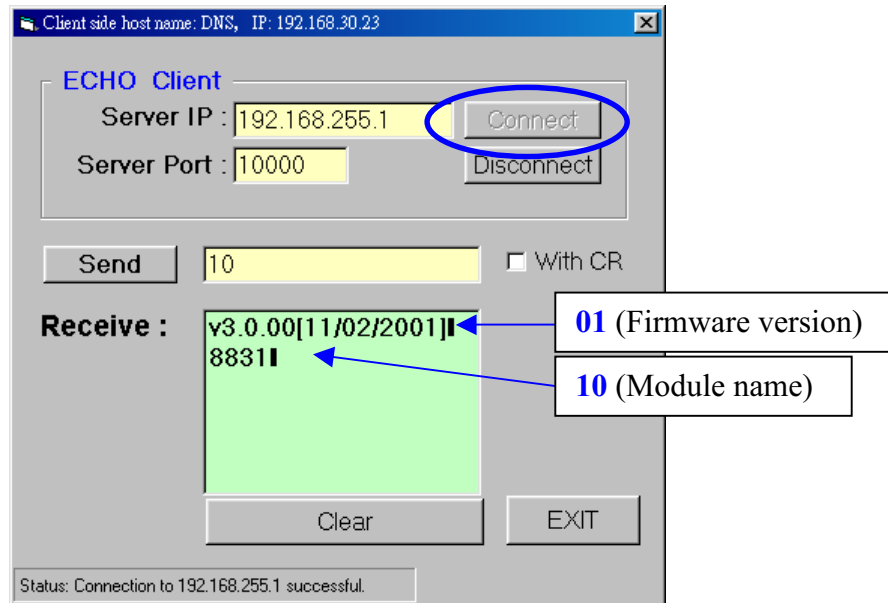 Client side host name: DNS, IP: 192.168.30.23
ECHO Client
Server IP : 192.168.255.1 Connect
Server Port : 10000 Disconnect
Send 10 With CR
Receive : v3.0.00[11/02/2001] 01 (Firmware version)
8831 10 (Module name)
Clear EXIT
Status: Connection to 192.168.255.1 successful.